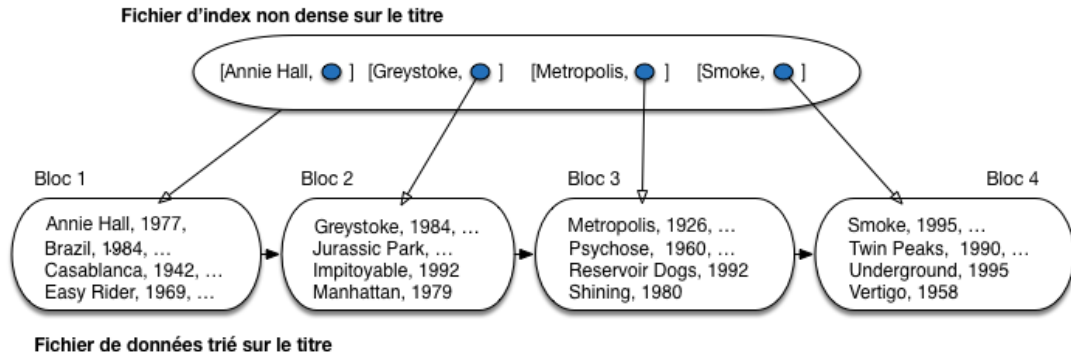 Fichier d'index non dense sur le titre
[Annie Hall, ] [Greystoke, ] [Metropolis, ] [Smoke, ]
Bloc 1
Bloc 2
Bloc 3
Bloc 4
Annie Hall, 1977,
Brazil, 1984, ...
Casablanca, 1942, ...
Easy Rider, 1969, ...
Greystoke, 1984, ...
Jurassic Park, ...
Impitoyable, 1992
Manhattan, 1979
Metropolis, 1926, ...
Psychose, 1960, ...
Reservoir Dogs, 1992
Shining, 1980
Smoke, 1995, ...
Twin Peaks, 1990, ...
Underground, 1995
Vertigo, 1958
Fichier de données trié sur le titre